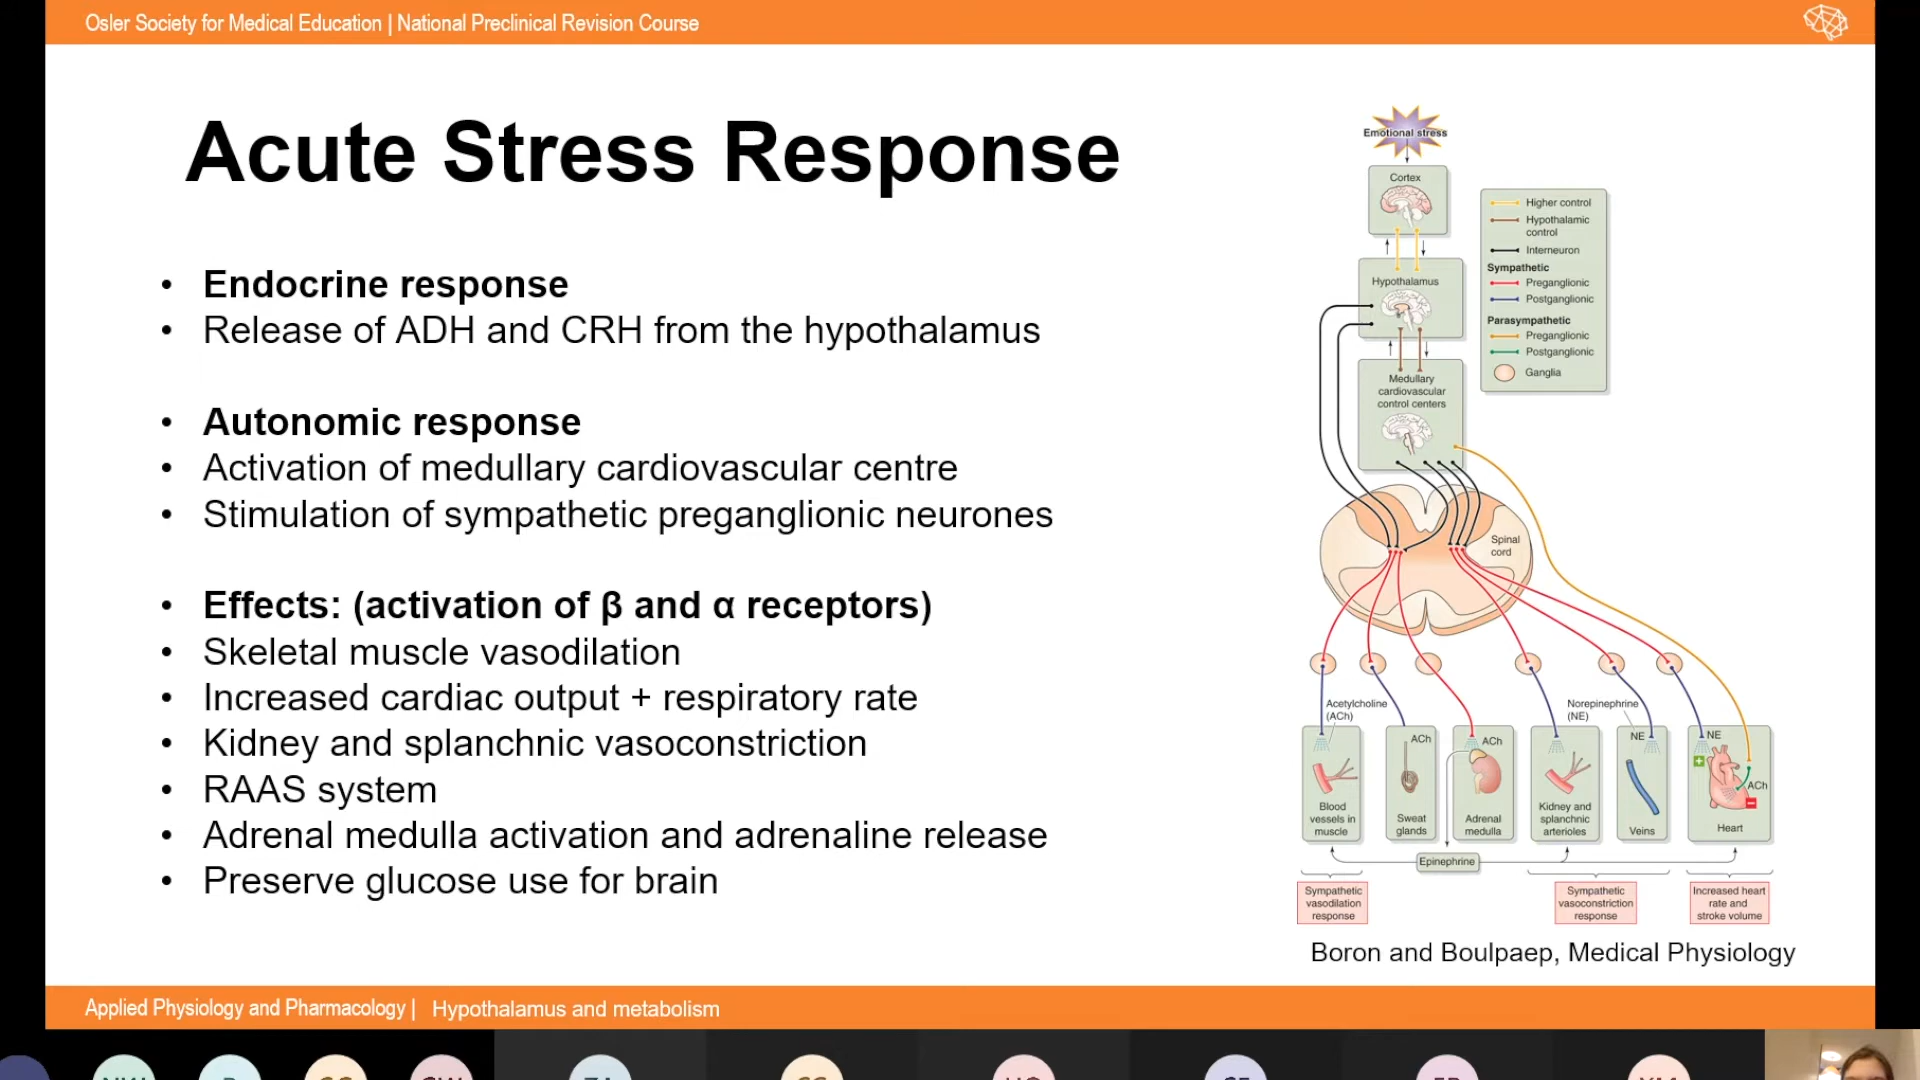 Osler Society for Medical Education | National Preclinical Revision Course
Acute Stress Response
• Endocrine response
• Release of ADH and CRH from the hypothalamus
• Autonomic response
• Activation of medullary cardiovascular centre
• Stimulation of sympathetic preganglionic neurones
• Effects: (activation of β and α receptors)
• Skeletal muscle vasodilation
• Increased cardiac output + respiratory rate
• Kidney and splanchnic vasoconstriction
• RAAS system
• Adrenal medulla activation and adrenaline release
• Preserve glucose use for brain
Emotional stress
Cortex
Hypothalamus
Medullary
cardiovascular
control centers
Higher control
Hypothalamic
control
Interneuron
Sympathetic
Preganglionic
Postganglionic
Parasympathetic
Preganglionic
Postganglionic
Ganglia
Spinal
cord
Acetylcholine
(ACh)
Norepinephrine
(NE)
ACh
ACh
NE
NE
ACh
Blood
vessels in
muscle
Sweat
glands
Adrenal
medulla
Kidney and
splanchnic
arterioles
Veins
Heart
Epinephrine
Sympathetic
vasodilation
response
Sympathetic
vasoconstriction
response
Increased heart
rate and
stroke volume
Boron and Boulpaep, Medical Physiology
Applied Physiology and Pharmacology | Hypothalamus and metabolism